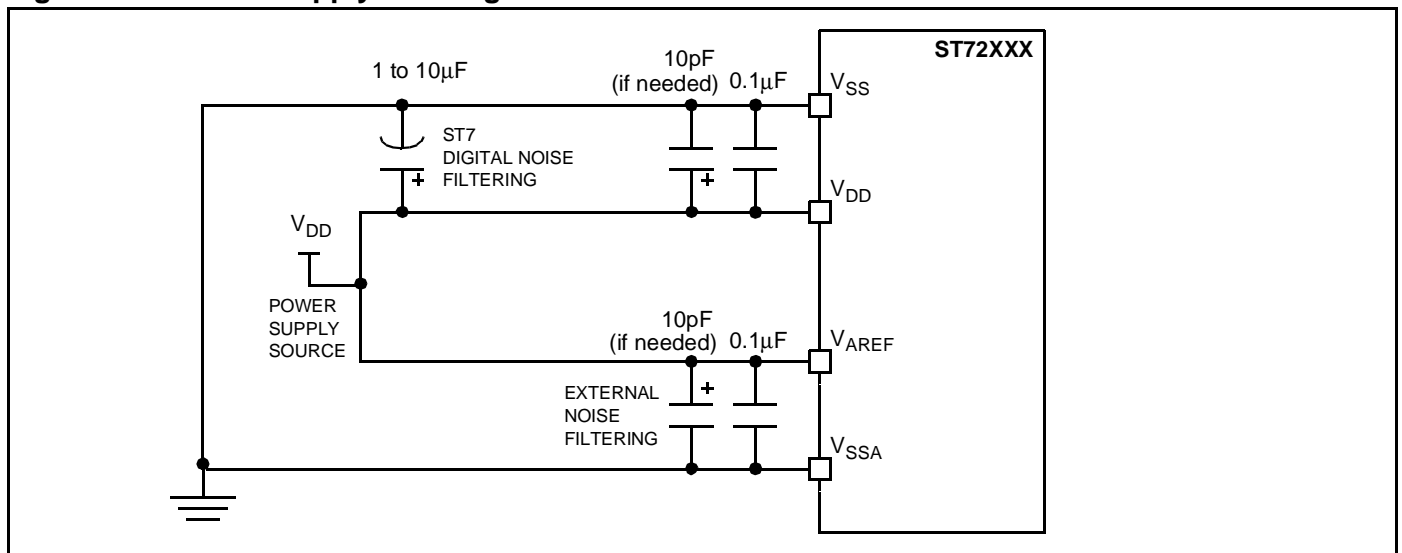 ST72XXX
10pF
(if needed) 0.1μF
1 to 10μF
VSS
ST7
DIGITAL NOISE
FILTERING
+
+
VDD
VDD
POWER
SUPPLY
SOURCE
10pF
(if needed) 0.1μF
VAREF
+
EXTERNAL
NOISE
FILTERING
VSSA